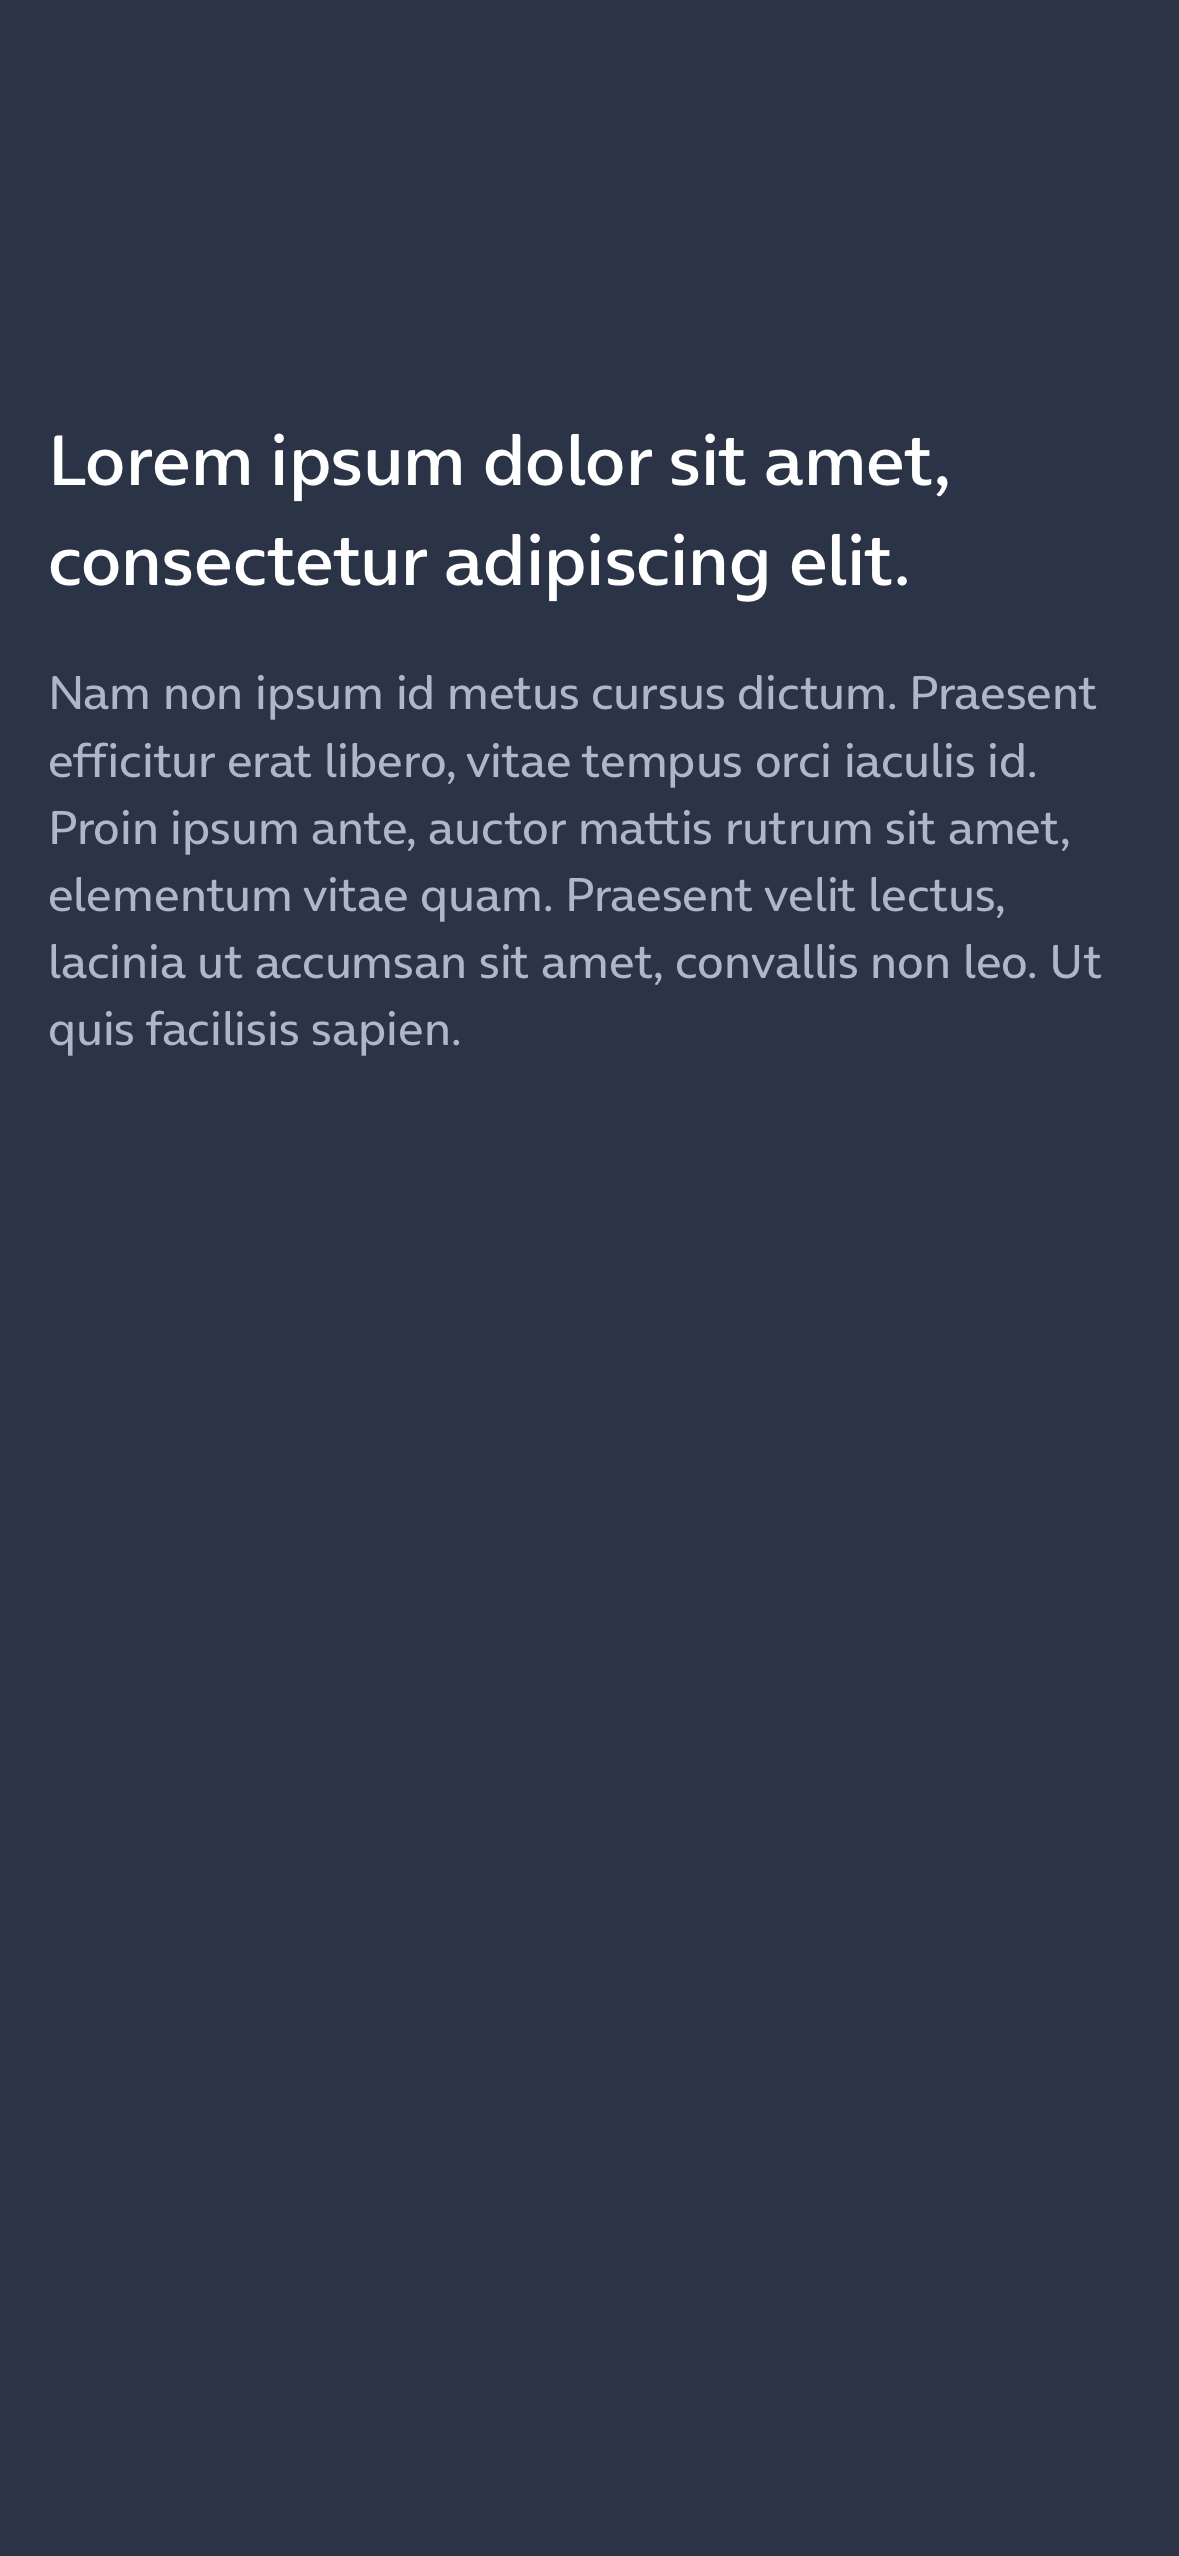 Lorem ipsum dolor sit amet,
consectetur adipiscing elit.
Nam non ipsum id metus cursus dictum. Praesent
efficitur erat libero, vitae tempus orci iaculis id.
Proin ipsum ante, auctor mattis rutrum sit amet,
elementum vitae quam. Praesent velit lectus,
lacinia ut accumsan sit amet, convallis non leo. Ut
quis facilisis sapien.